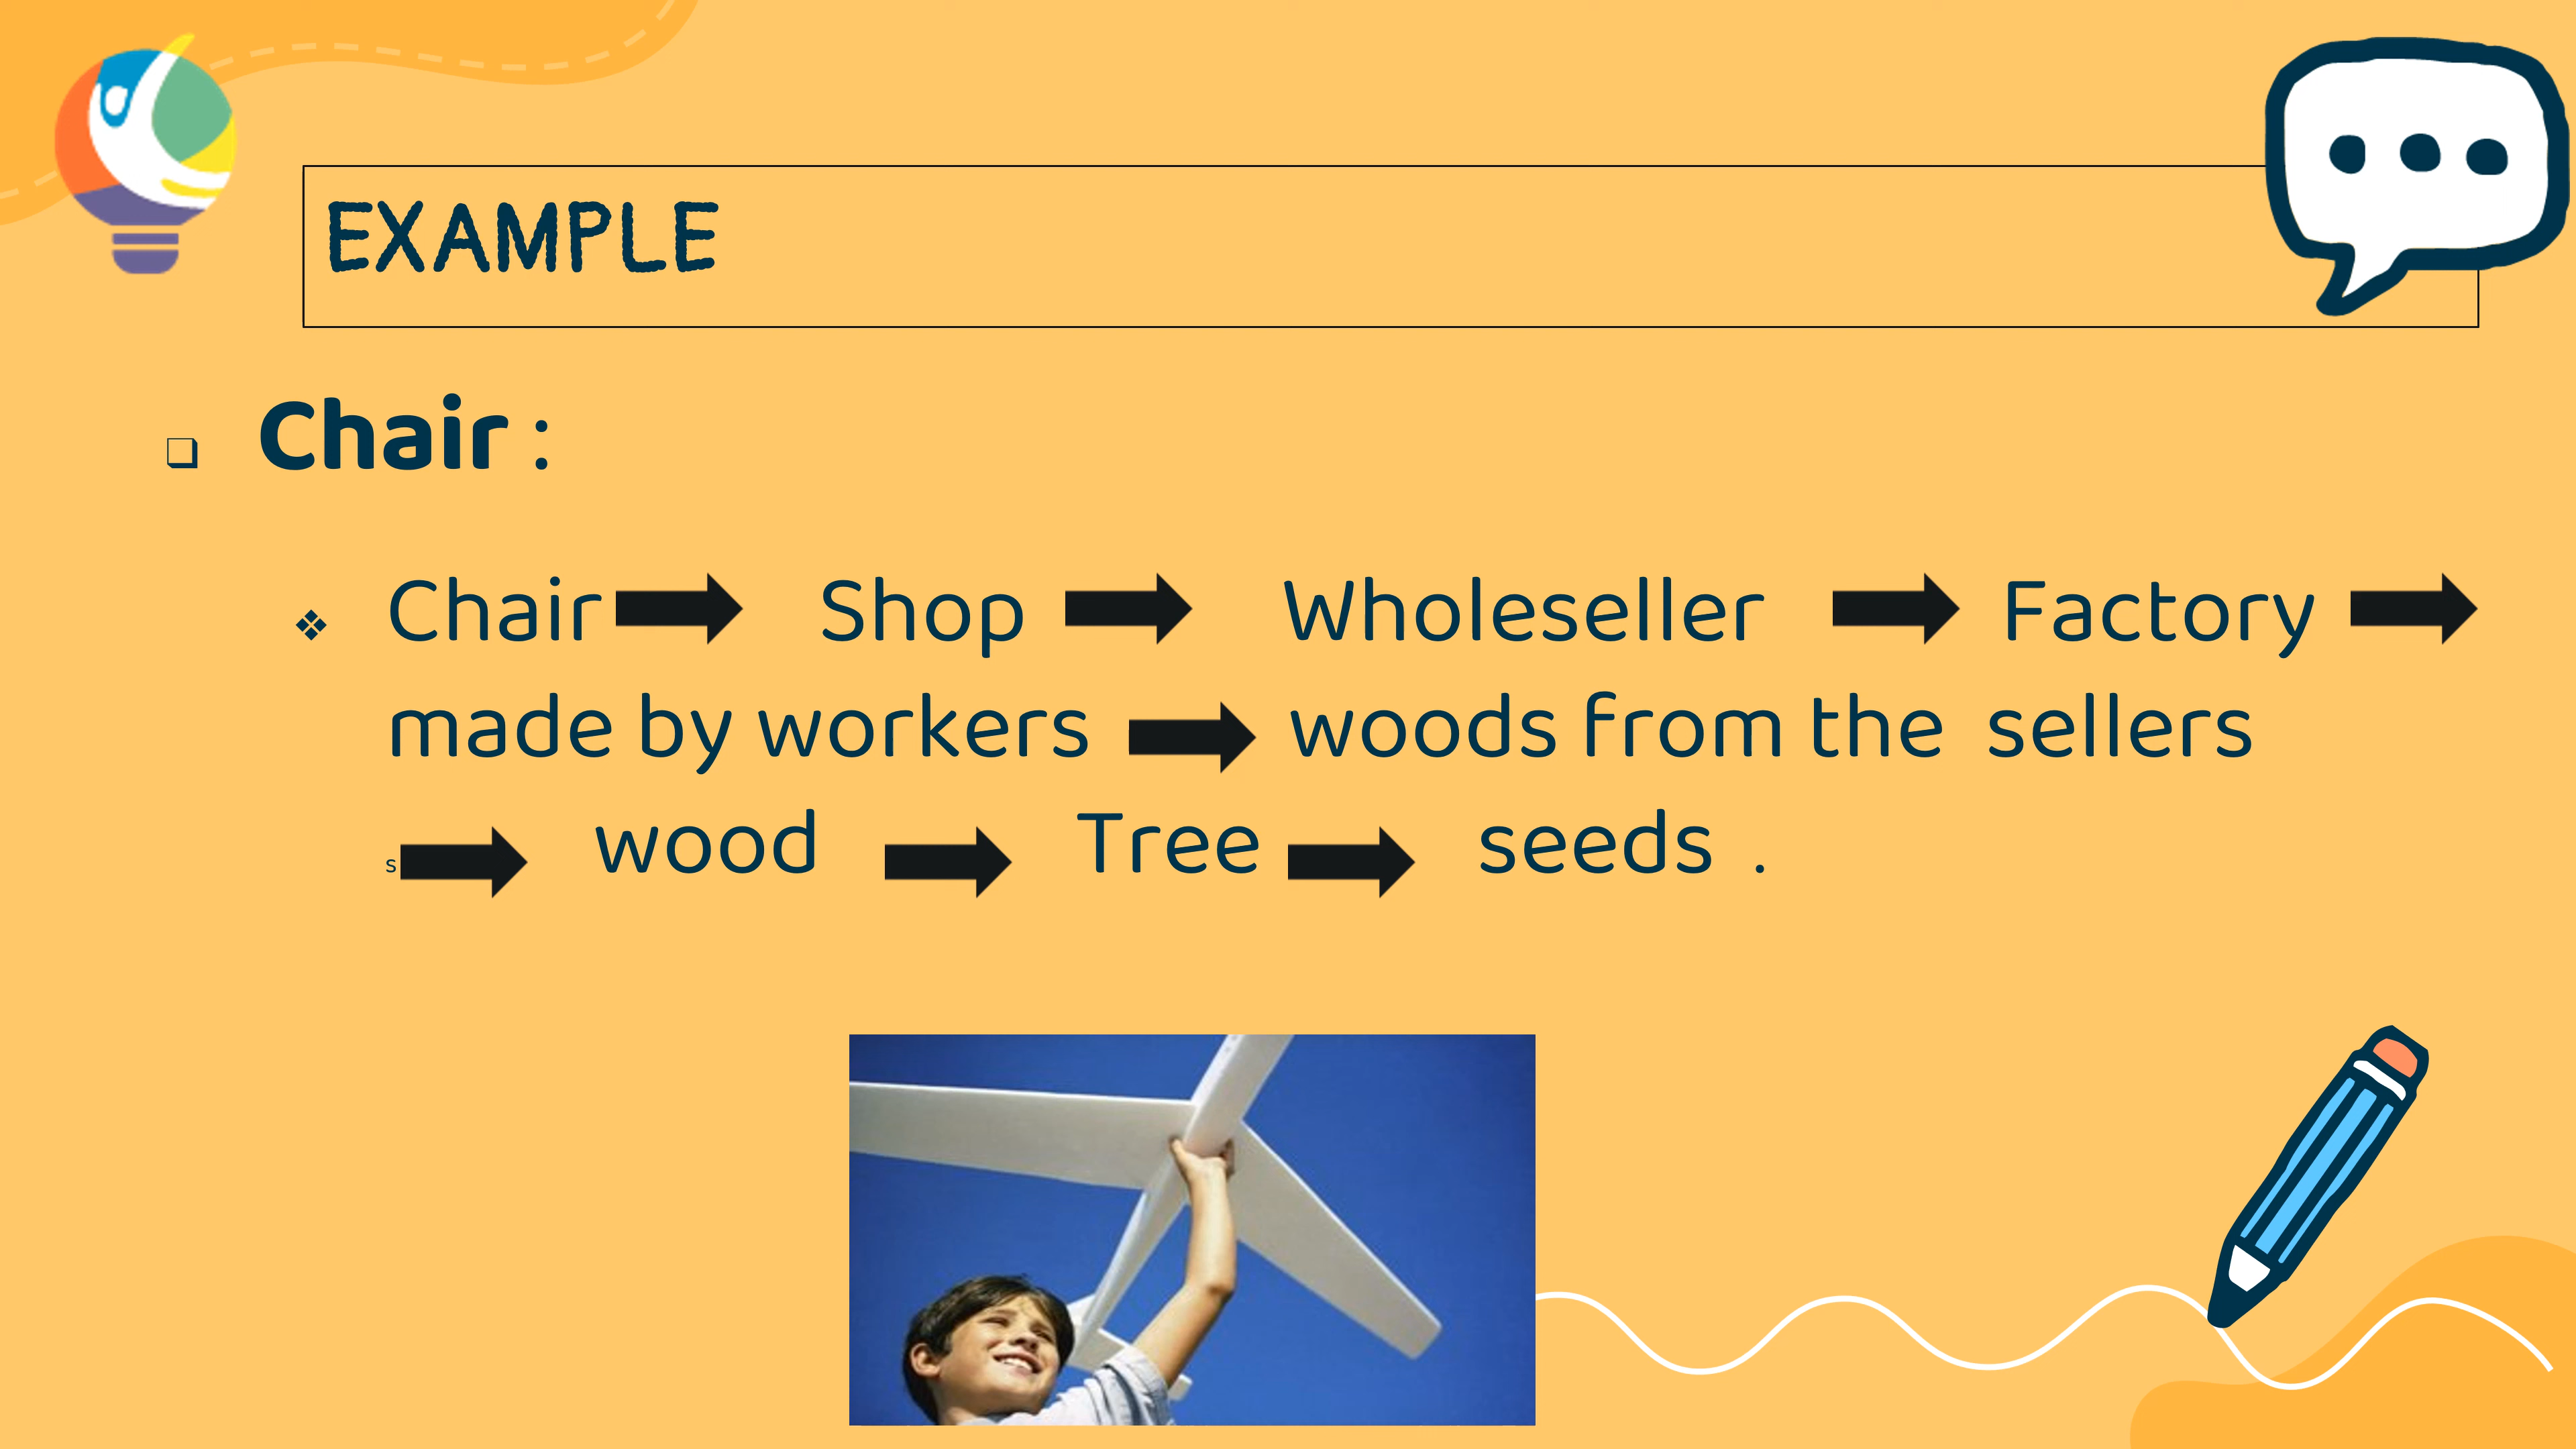 EXAMPLE
Chair :
Chair Shop Wholeseller Factory
made by workers woods from the sellers
s wood Tree seeds .